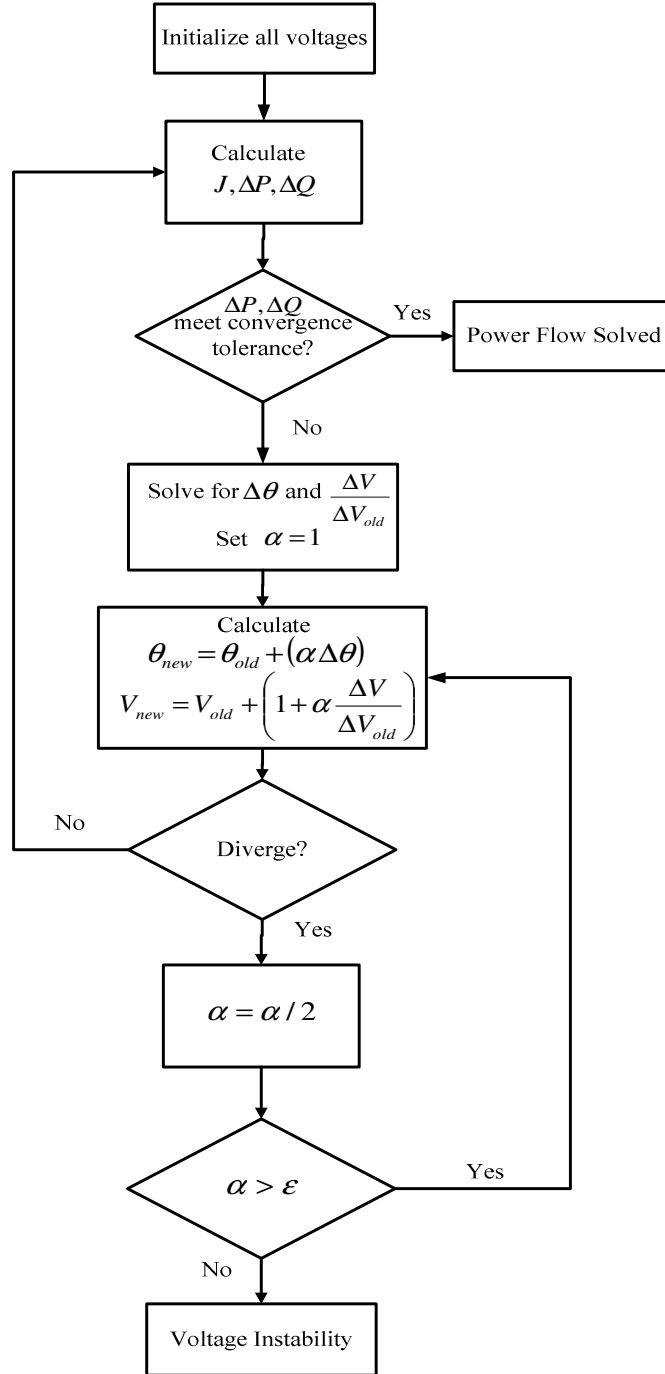 Initialize all voltages
Calculate
J, ΔP, ΔQ
ΔP, ΔQ
meet convergence
tolerance?
Yes
Power Flow Solved
No
Solve for Δθ and ΔV / ΔV_old
Set α = 1
Calculate
θ_new = θ_old + (αΔθ)
V_new = V_old + (1 + α ΔV / ΔV_old)
No
Diverge?
Yes
α = α / 2
α > ε
Yes
No
Voltage Instability